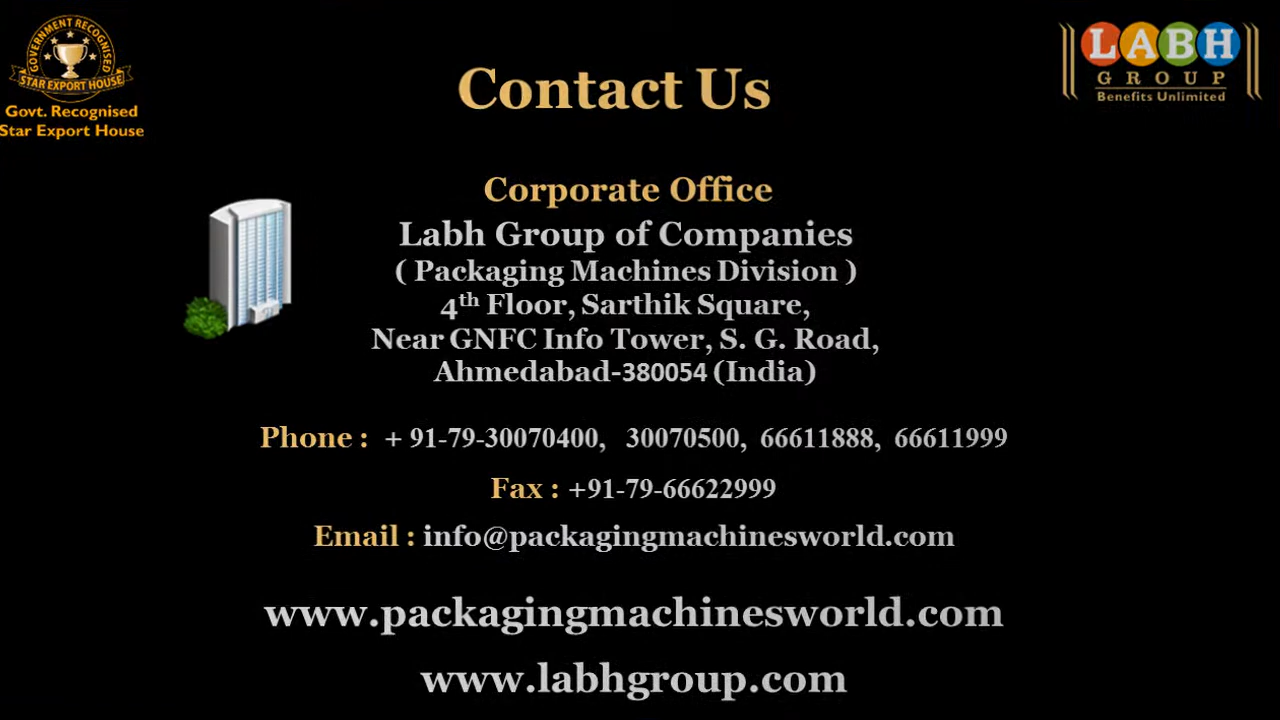 GOVERNMENT RECOGNISED
STAR EXPORT HOUSE
Govt. Recognised
Star Export House
LABH
GROUP
Benefits Unlimited
Contact Us
Corporate Office
Labh Group of Companies
( Packaging Machines Division )
4th Floor, Sarthik Square,
Near GNFC Info Tower, S. G. Road,
Ahmedabad-380054 (India)
Phone : + 91-79-30070400, 30070500, 66611888, 66611999
Fax : +91-79-66622999
Email : info@packagingmachinesworld.com
www.packagingmachinesworld.com
www.labhgroup.com